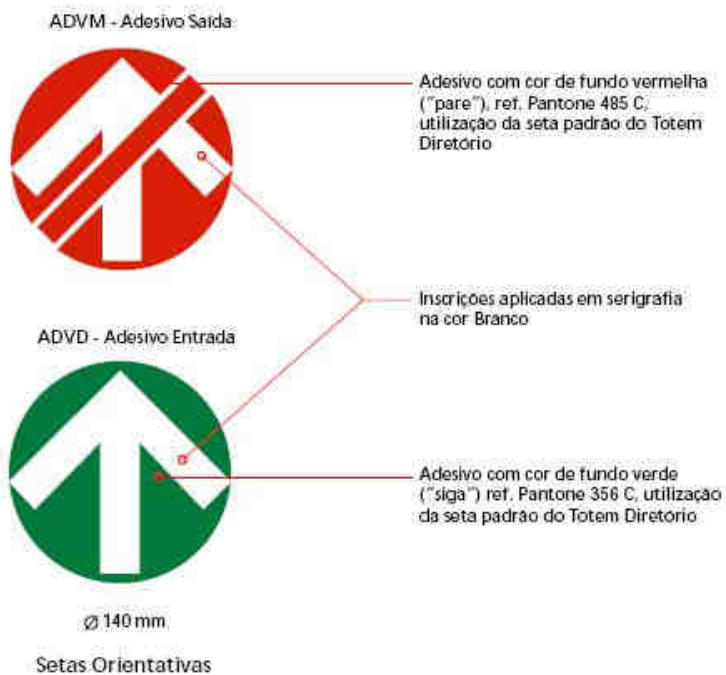 ADVM - Adesivo Saída
Adesivo com cor de fundo vermelha
("pare"), ref. Pantone 485 C,
utilização da seta padrão do Totem
Diretório
Inscrições aplicadas em serigrafia
na cor Branco
ADVD - Adesivo Entrada
Adesivo com cor de fundo verde
("siga") ref. Pantone 356 C, utilização
da seta padrão do Totem Diretório
Ø 140 mm
Setas Orientativas